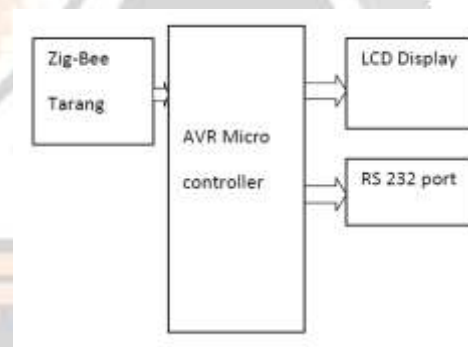 Zig-Bee
Tarang
AVR Micro
controller
LCD Display
RS 232 port